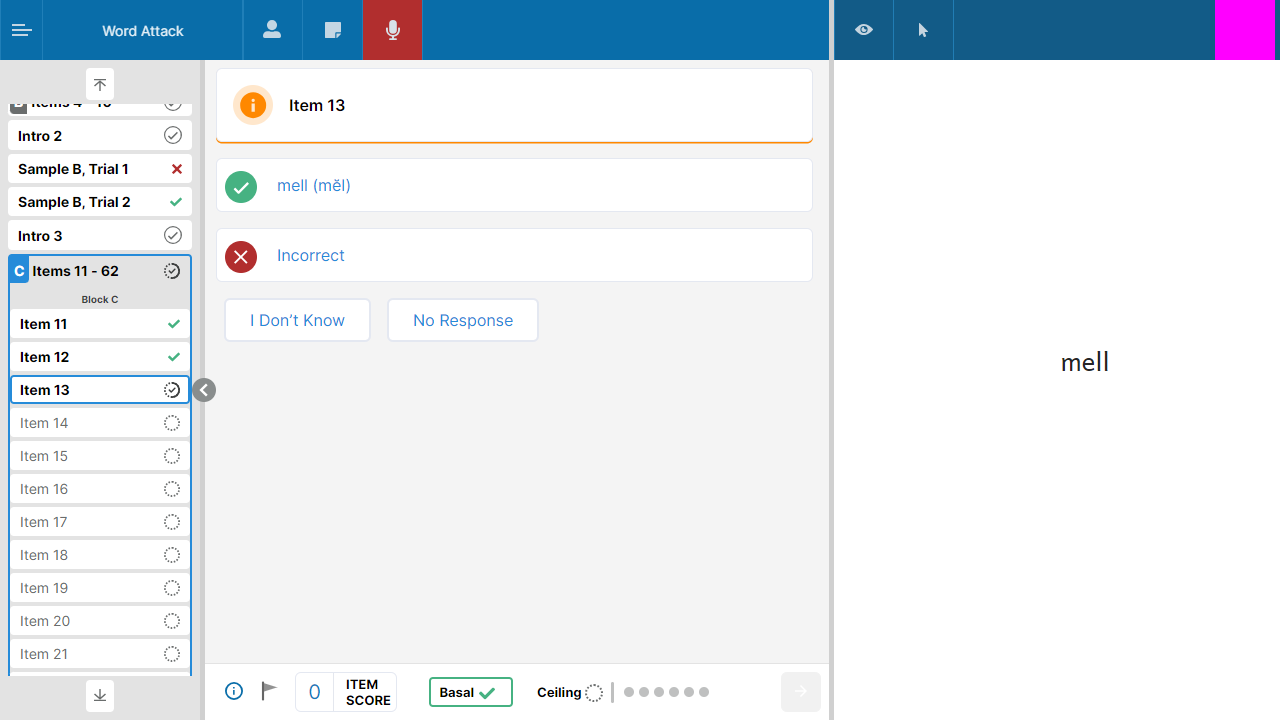 Word Attack
Items 4 - 10
Intro 2
Sample B, Trial 1
Sample B, Trial 2
Intro 3
C Items 11 - 62
Block C
Item 11
Item 12
Item 13
Item 14
Item 15
Item 16
Item 17
Item 18
Item 19
Item 20
Item 21
Item 13
mell (mĕl)
Incorrect
I Don’t Know
No Response
0
ITEM
SCORE
Basal
Ceiling
mell